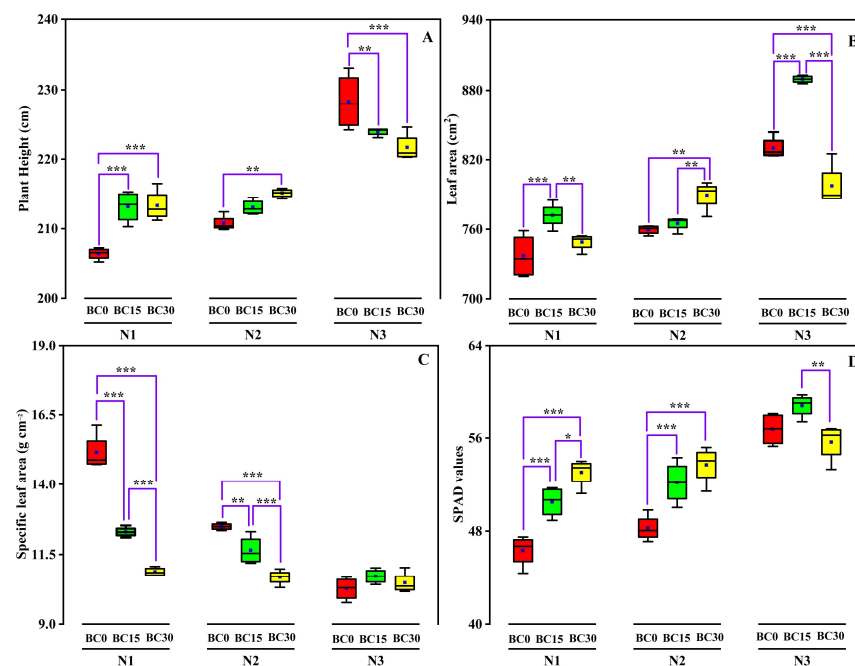 A
Plant Height (cm)
230
220
210
200
***
***
**
***
**
BC0 BC15 BC30 BC0 BC15 BC30 BC0 BC15 BC30
N1 N2 N3
B
Leaf area (cm²)
940
880
820
760
700
***
**
**
**
***
***
***
BC0 BC15 BC30 BC0 BC15 BC30 BC0 BC15 BC30
N1 N2 N3
C
Specific leaf area (g cm⁻²)
19.0
16.5
14.0
11.5
9.0
***
***
***
***
**
***
BC0 BC15 BC30 BC0 BC15 BC30 BC0 BC15 BC30
N1 N2 N3
D
SPAD values
64
56
48
40
***
***
*
***
***
**
BC0 BC15 BC30 BC0 BC15 BC30 BC0 BC15 BC30
N1 N2 N3